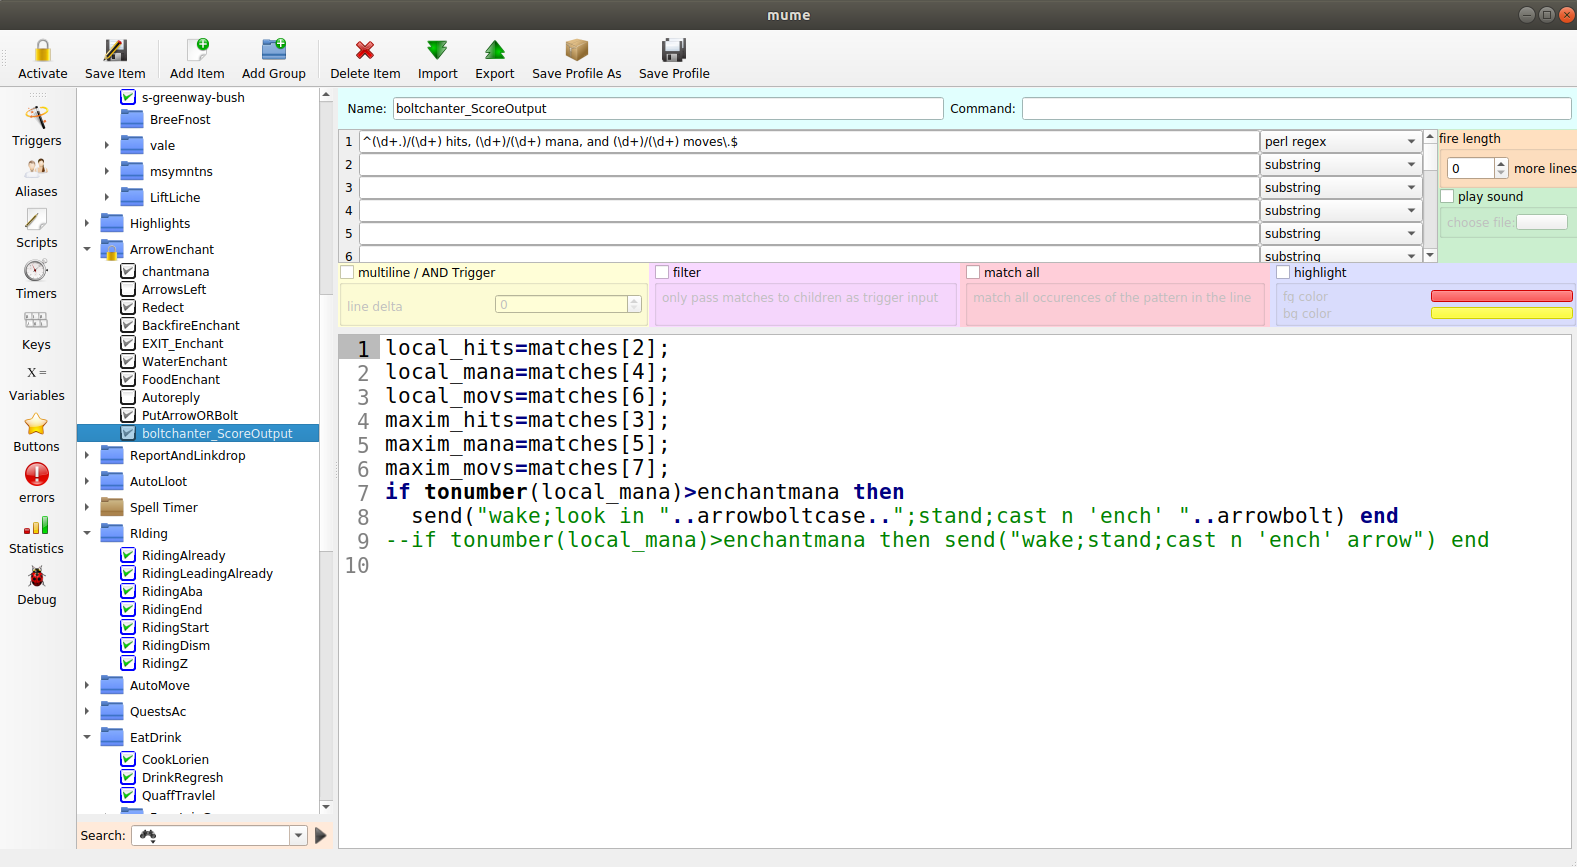 mume
Activate Save Item Add Item Add Group Delete Item Import Export Save Profile As Save Profile
Triggers
Aliases
Scripts
Timers
Keys
X =
Variables
Buttons
errors
Statistics
Debug
s-greenway-bush
BreeFnost
vale
msymntns
LiftLiche
Highlights
ArrowEnchant
chantmana
ArrowsLeft
Redect
BackfireEnchant
EXIT_Enchant
WaterEnchant
FoodEnchant
Autoreply
PutArrowORBolt
boltchanter_ScoreOutput
ReportAndLinkdrop
AutoLoot
Spell Timer
RIding
RidingAlready
RidingLeadingAlready
RidingAba
RidingEnd
RidingStart
RidingDism
RidingZ
AutoMove
QuestsAc
EatDrink
CookLorien
DrinkRegresh
QuaffTravlel
Search:
Name: boltchanter_ScoreOutput Command:
1 ^(\d+.)/(\d+) hits, (\d+)/(\d+) mana, and (\d+)/(\d+) moves\.$ perl regex
2 substring
3 substring
4 substring
5 substring
6 substring
fire length
0 more lines
play sound
choose file:
multiline / AND Trigger
line delta 0
filter
only pass matches to children as trigger input
match all
match all occurences of the pattern in the line
highlight
fg color
bg color
1 local_hits=matches[2];
2 local_mana=matches[4];
3 local_movs=matches[6];
4 maxim_hits=matches[3];
5 maxim_mana=matches[5];
6 maxim_movs=matches[7];
7 if tonumber(local_mana)>enchantmana then
8 send("wake;look in "..arrowboltcase..";stand;cast n 'ench' "..arrowbolt) end
9 --if tonumber(local_mana)>enchantmana then send("wake;stand;cast n 'ench' arrow") end
10